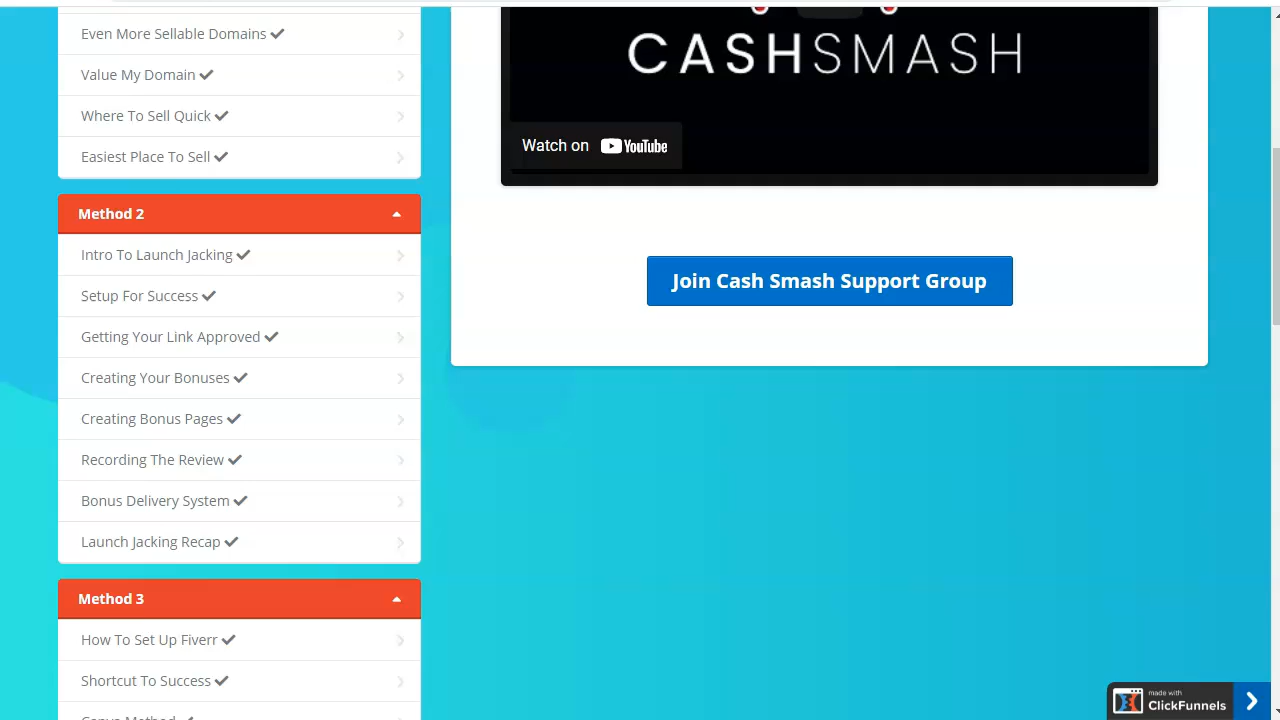 Even More Sellable Domains
Value My Domain
Where To Sell Quick
Easiest Place To Sell
Method 2
Intro To Launch Jacking
Setup For Success
Getting Your Link Approved
Creating Your Bonuses
Creating Bonus Pages
Recording The Review
Bonus Delivery System
Launch Jacking Recap
Method 3
How To Set Up Fiverr
Shortcut To Success
CASHSMASH
Watch on YouTube
Join Cash Smash Support Group
made with
ClickFunnels